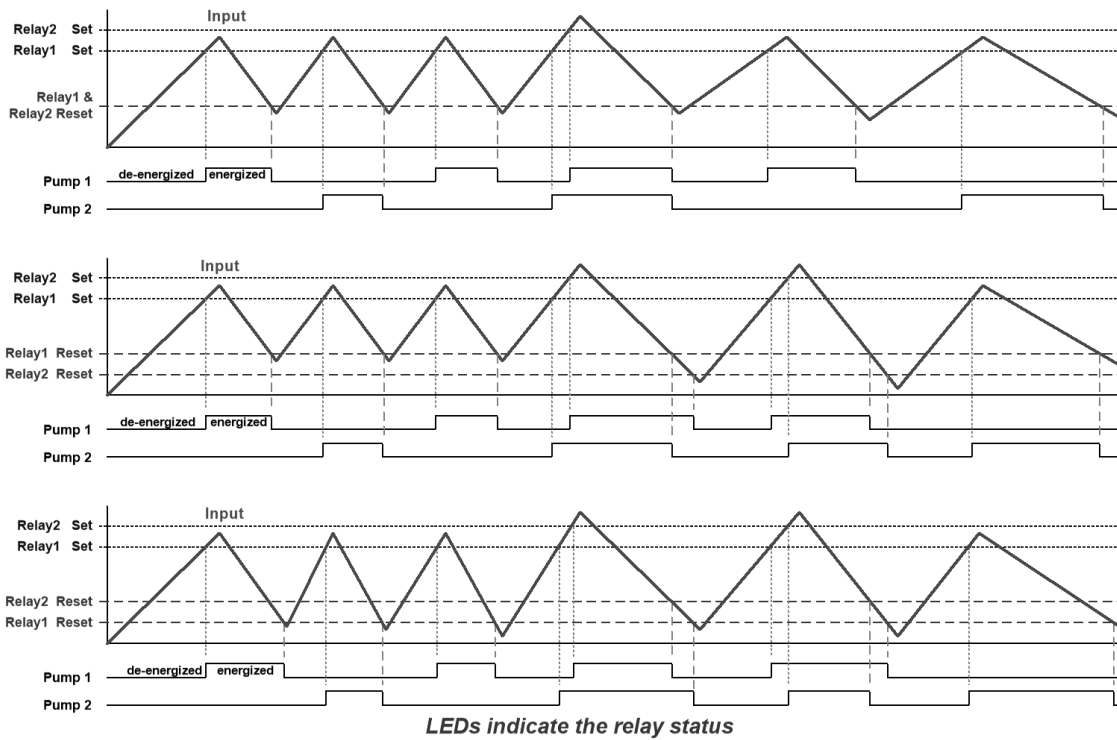 Input
Relay2 Set
Relay1 Set
Relay1 &
Relay2 Reset
de-energized energized
Pump 1
Pump 2
Input
Relay2 Set
Relay1 Set
Relay1 Reset
Relay2 Reset
de-energized energized
Pump 1
Pump 2
Input
Relay2 Set
Relay1 Set
Relay2 Reset
Relay1 Reset
de-energized energized
Pump 1
Pump 2
LEDs indicate the relay status